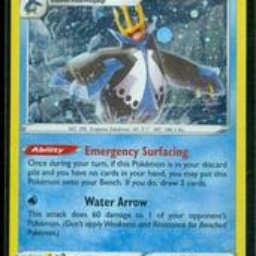 Ability Emergency Surfacing
Once during your turn, if this Pokémon is in your discard
pile and you have no cards in your hand, you may put this
Pokémon onto your Bench. If you do, draw 3 cards.
Water Arrow
This attack does 60 damage to 1 of your opponent's
Pokémon. (Don't apply Weakness and Resistance for Benched
Pokémon.)